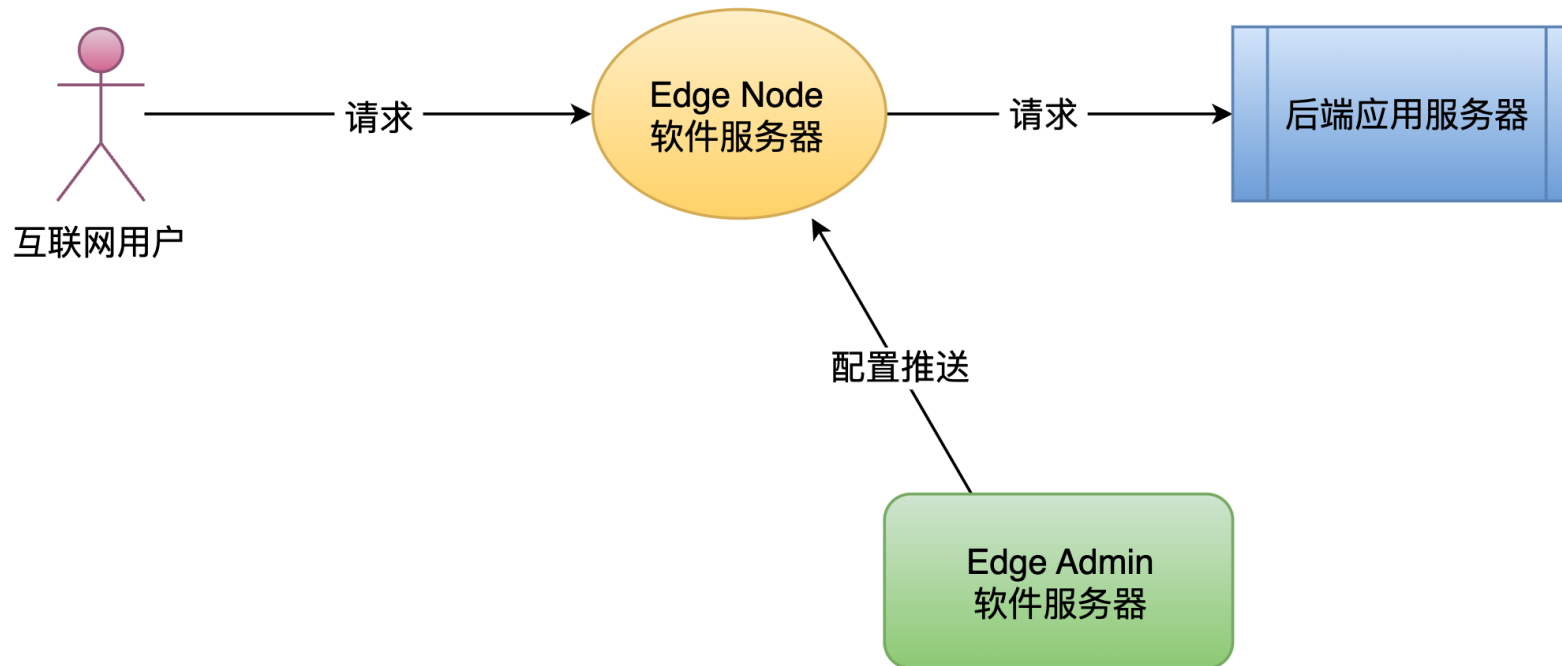 请求
Edge Node
软件服务器
请求
后端应用服务器
互联网用户
配置推送
Edge Admin
软件服务器